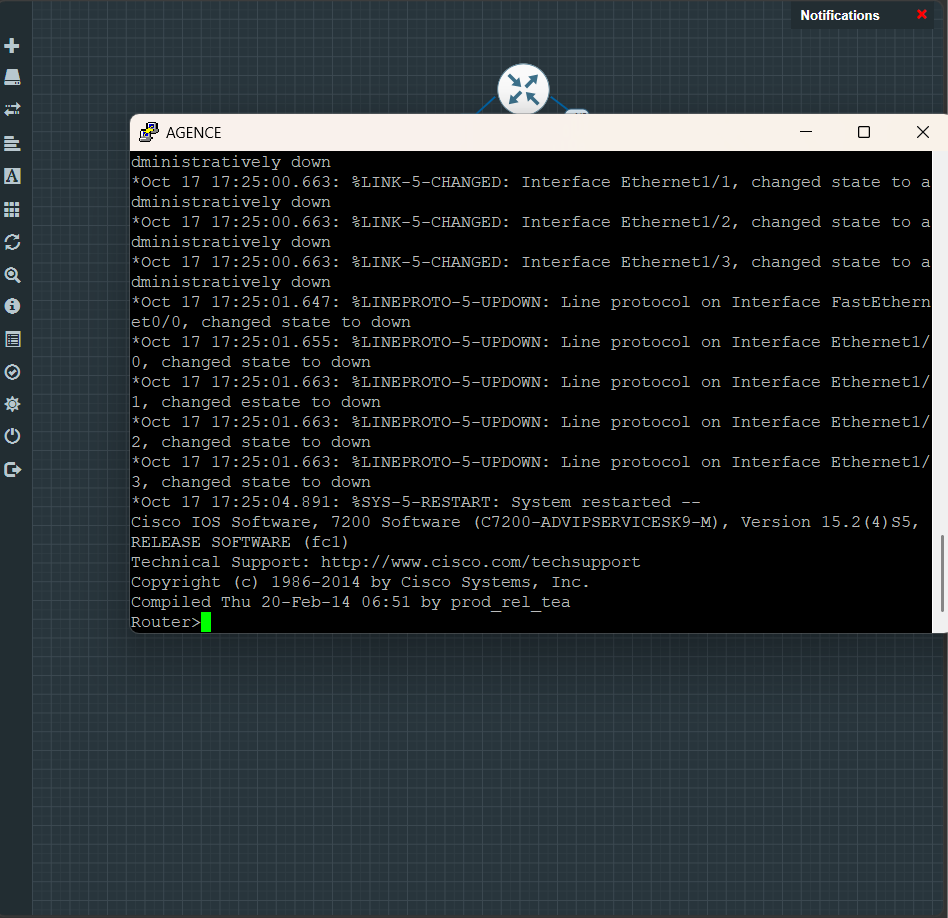 Notifications
AGENCE
dministratively down
*Oct 17 17:25:00.663: %LINK-5-CHANGED: Interface Ethernet1/1, changed state to a
dministratively down
*Oct 17 17:25:00.663: %LINK-5-CHANGED: Interface Ethernet1/2, changed state to a
dministratively down
*Oct 17 17:25:00.663: %LINK-5-CHANGED: Interface Ethernet1/3, changed state to a
dministratively down
*Oct 17 17:25:01.647: %LINEPROTO-5-UPDOWN: Line protocol on Interface FastEthern
et0/0, changed state to down
*Oct 17 17:25:01.655: %LINEPROTO-5-UPDOWN: Line protocol on Interface Ethernet1/
0, changed state to down
*Oct 17 17:25:01.663: %LINEPROTO-5-UPDOWN: Line protocol on Interface Ethernet1/
1, changed estate to down
*Oct 17 17:25:01.663: %LINEPROTO-5-UPDOWN: Line protocol on Interface Ethernet1/
2, changed state to down
*Oct 17 17:25:01.663: %LINEPROTO-5-UPDOWN: Line protocol on Interface Ethernet1/
3, changed state to down
*Oct 17 17:25:04.891: %SYS-5-RESTART: System restarted --
Cisco IOS Software, 7200 Software (C7200-ADVIPSERVICESK9-M), Version 15.2(4)S5,
RELEASE SOFTWARE (fc1)
Technical Support: http://www.cisco.com/techsupport
Copyright (c) 1986-2014 by Cisco Systems, Inc.
Compiled Thu 20-Feb-14 06:51 by prod_rel_tea
Router>